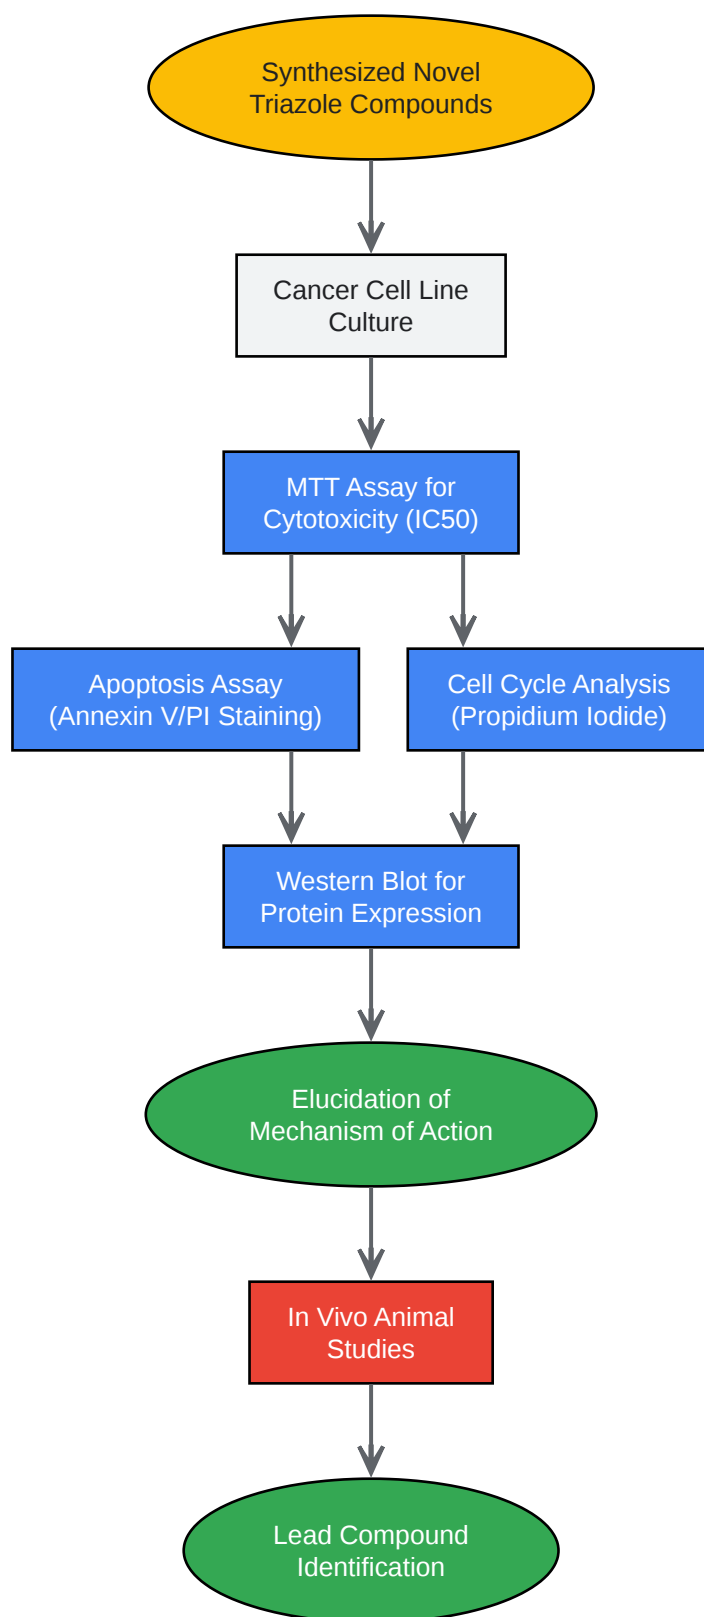 Synthesized Novel
Triazole Compounds
Cancer Cell Line
Culture
MTT Assay for
Cytotoxicity (IC50)
Apoptosis Assay
(Annexin V/PI Staining)
Cell Cycle Analysis
(Propidium Iodide)
Western Blot for
Protein Expression
Elucidation of
Mechanism of Action
In Vivo Animal
Studies
Lead Compound
Identification